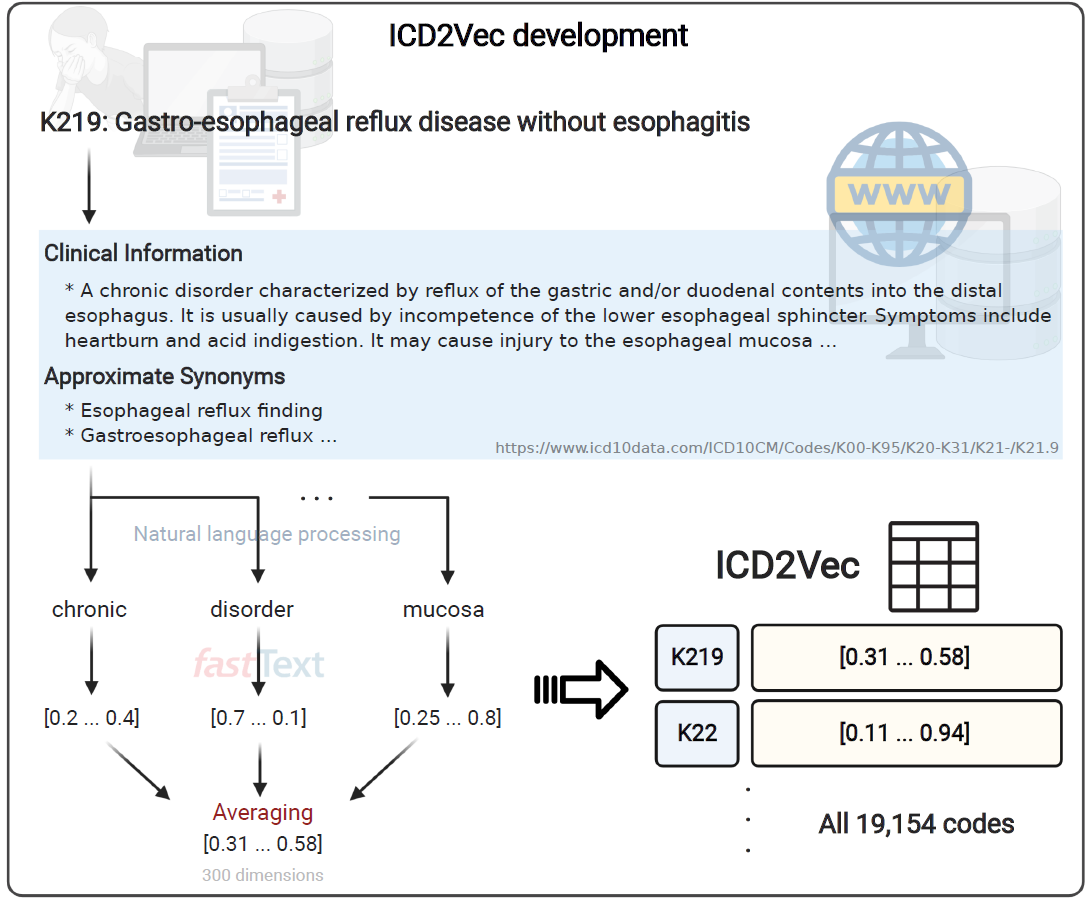 ICD2Vec development
K219: Gastro-esophageal reflux disease without esophagitis
WWW
Clinical Information
* A chronic disorder characterized by reflux of the gastric and/or duodenal contents into the distal
esophagus. It is usually caused by incompetence of the lower esophageal sphincter. Symptoms include
heartburn and acid indigestion. It may cause injury to the esophageal mucosa ...
Approximate Synonyms
* Esophageal reflux finding
* Gastroesophageal reflux ...
https://www.icd10data.com/ICD10CM/Codes/K00-K95/K20-K31/K21-/K21.9
...
Natural language processing
chronic disorder mucosa
fastText
[0.2 ... 0.4] [0.7 ... 0.1] [0.25 ... 0.8]
Averaging
[0.31 ... 0.58]
300 dimensions
ICD2Vec
K219 [0.31 ... 0.58]
K22 [0.11 ... 0.94]
All 19,154 codes